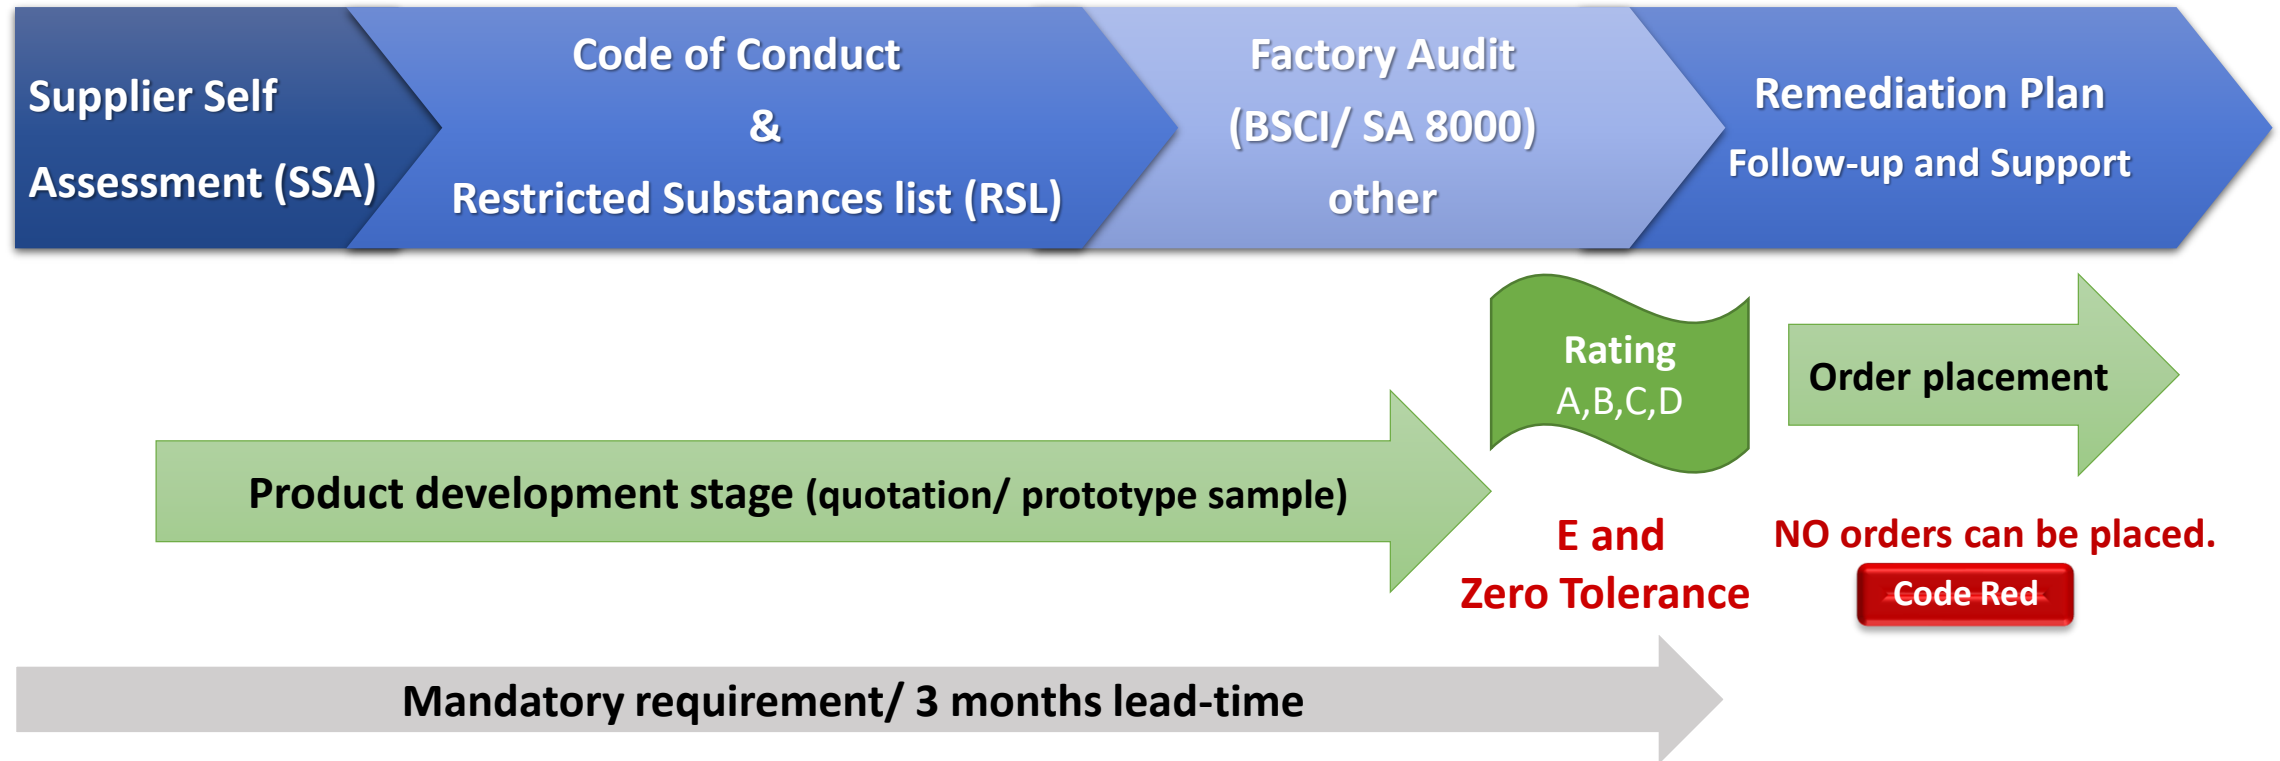 Supplier Self
Assessment (SSA)
Code of Conduct
&
Restricted Substances list (RSL)
Factory Audit
(BSCI/ SA 8000)
other
Remediation Plan
Follow-up and Support
Rating
A,B,C,D
Order placement
Product development stage (quotation/ prototype sample)
E and
Zero Tolerance
NO orders can be placed.
Code Red
Mandatory requirement/ 3 months lead-time